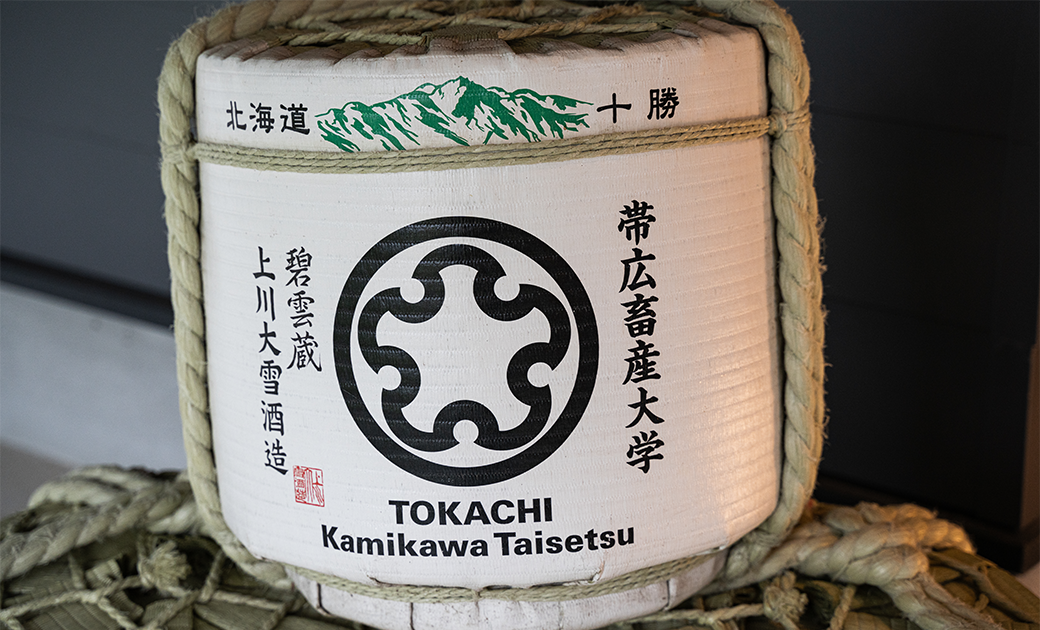 北海道
十勝
帯広畜産大学
碧雲蔵
上川大雪酒造
TOKACHI
Kamikawa Taisetsu